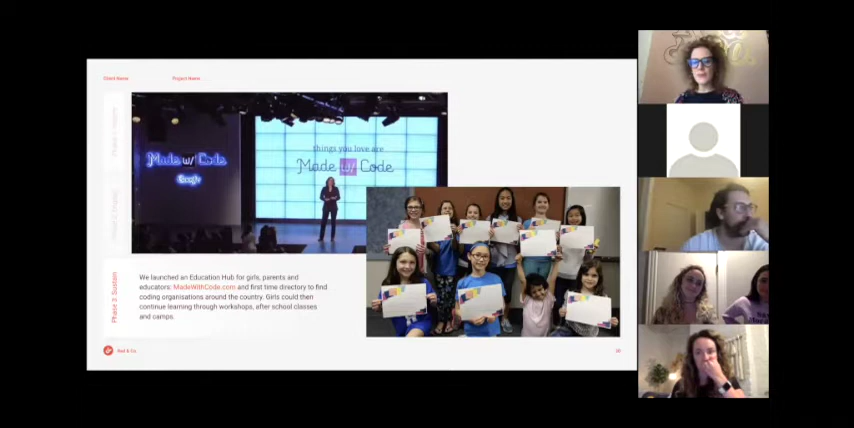 Client Name
Project Name
Made w/ Code
Google
things you love are
Made w/ Code
Phase 3: Sustain
We launched an Education Hub for girls, parents and
educators: MadeWithCode.com and first time directory to find
coding organisations around the country. Girls could then
continue learning through workshops, after school classes
and camps.
Red & Co.